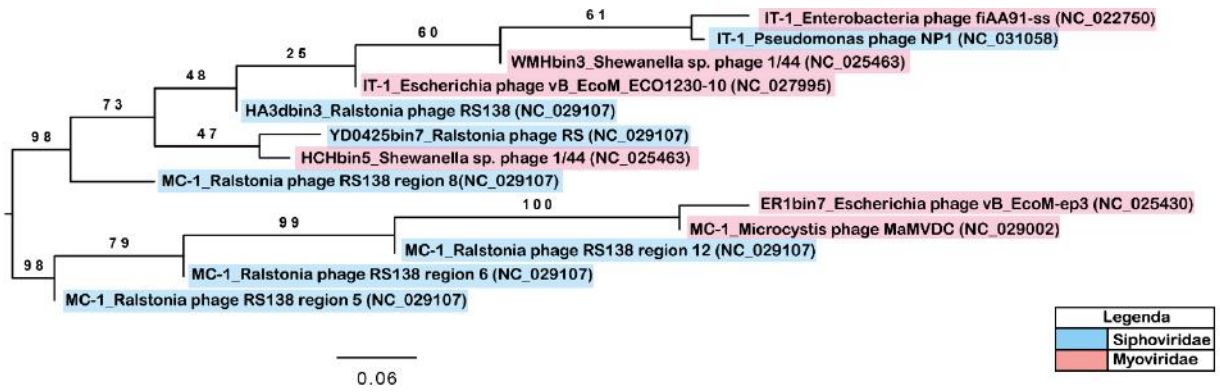 61
IT-1_Enterobacteria phage fiAA91-ss (NC_022750)
60
IT-1_Pseudomonas phage NP1 (NC_031058)
25
WMHbin3_Shewanella sp. phage 1/44 (NC_025463)
48
IT-1_Escherichia phage vB_EcoM_ECO1230-10 (NC_027995)
73
HA3dbin3_Ralstonia phage RS138 (NC_029107)
98
47
YD0425bin7_Ralstonia phage RS (NC_029107)
HCHbin5_Shewanella sp. phage 1/44 (NC_025463)
MC-1_Ralstonia phage RS138 region 8(NC_029107)
100
ER1bin7_Escherichia phage vB_EcoM-ep3 (NC_025430)
99
MC-1_Microcystis phage MaMVDC (NC_029002)
79
MC-1_Ralstonia phage RS138 region 12 (NC_029107)
98
MC-1_Ralstonia phage RS138 region 6 (NC_029107)
MC-1_Ralstonia phage RS138 region 5 (NC_029107)
Legenda
Siphoviridae
Myoviridae
0.06